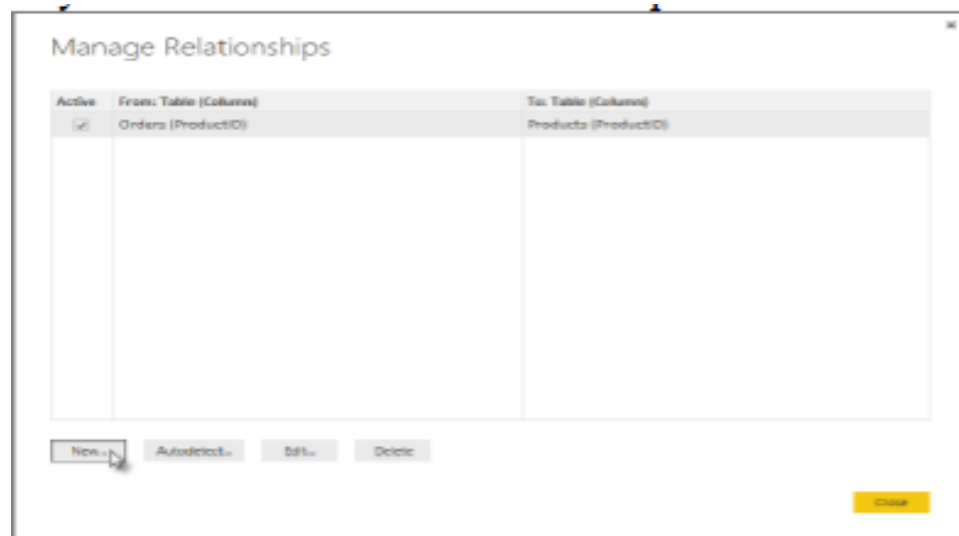 Manage Relationships
Active From: Table (Column) To: Table (Column)
Orders (ProductID) Products (ProductID)
New... Autodetect... Edit... Delete
Close